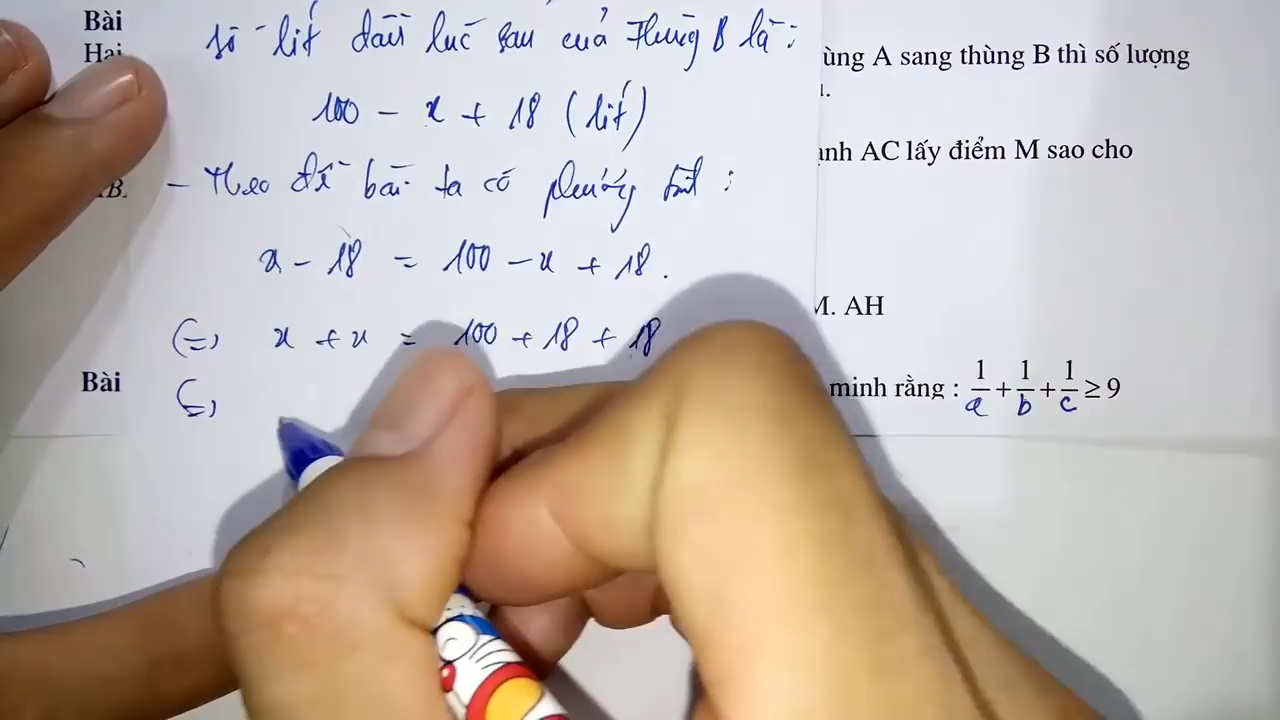 Bài
số lít dầu lúc sau của thùng B là:
Hai
ùng A sang thùng B thì số lượng
100 - x + 18 (lít)
ạnh AC lấy điểm M sao cho
B. - Theo đề bài ta có phương trình :
x - 18 = 100 - x + 18.
M. AH
(=) x + x = 100 + 18 + 18
Bài
minh rằng : 1/a + 1/b + 1/c ≥ 9